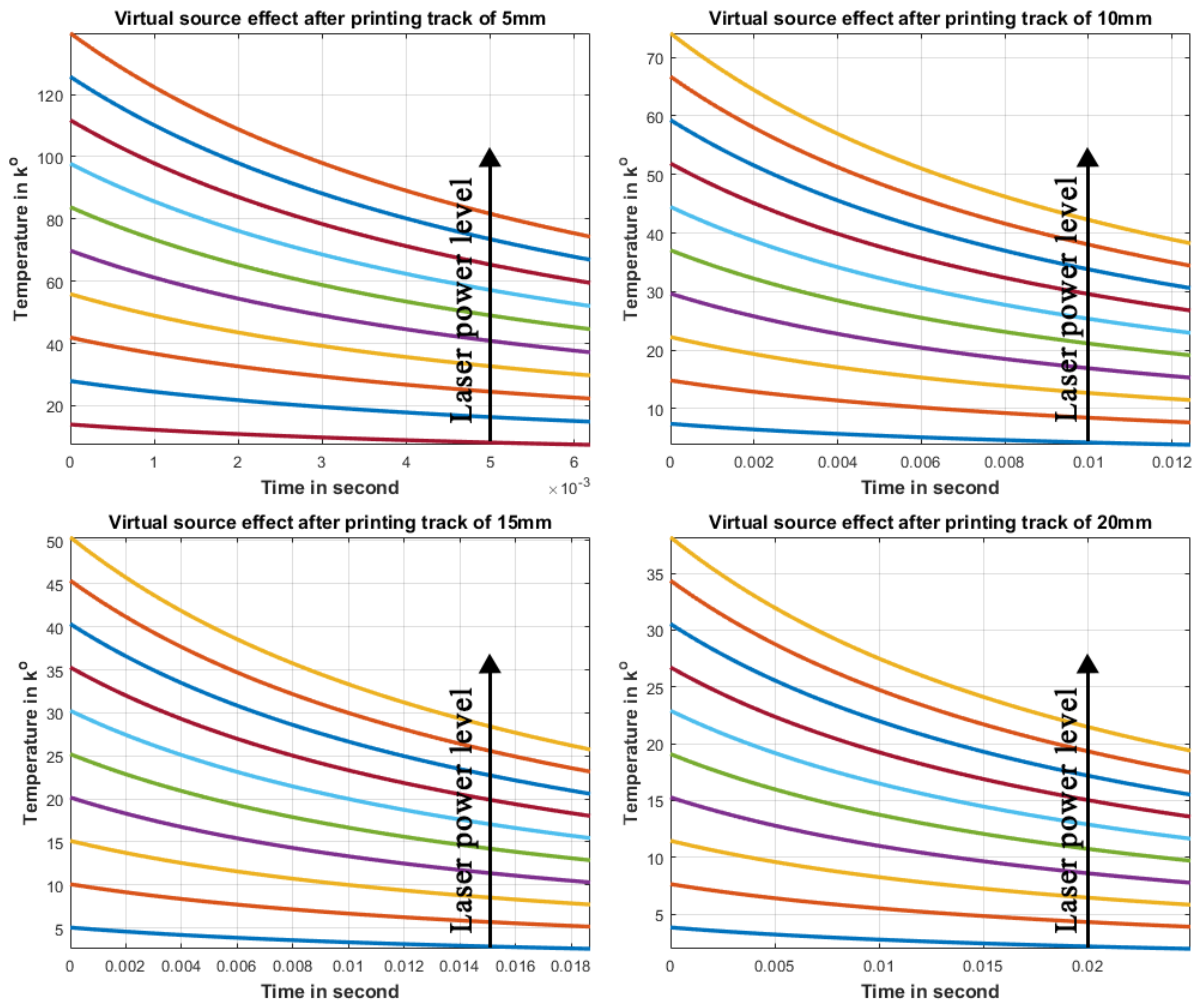 Virtual source effect after printing track of 5mm
120
100
80
60
40
20
Temperature in k°
Laser power level
0 1 2 3 4 5 6
×10-3
Time in second
Virtual source effect after printing track of 10mm
70
60
50
40
30
20
10
Temperature in k°
Laser power level
0 0.002 0.004 0.006 0.008 0.01 0.012
Time in second
Virtual source effect after printing track of 15mm
50
45
40
35
30
25
20
15
10
5
Temperature in k°
Laser power level
0 0.002 0.004 0.006 0.008 0.01 0.012 0.014 0.016 0.018
Time in second
Virtual source effect after printing track of 20mm
35
30
25
20
15
10
5
Temperature in k°
Laser power level
0 0.005 0.01 0.015 0.02
Time in second